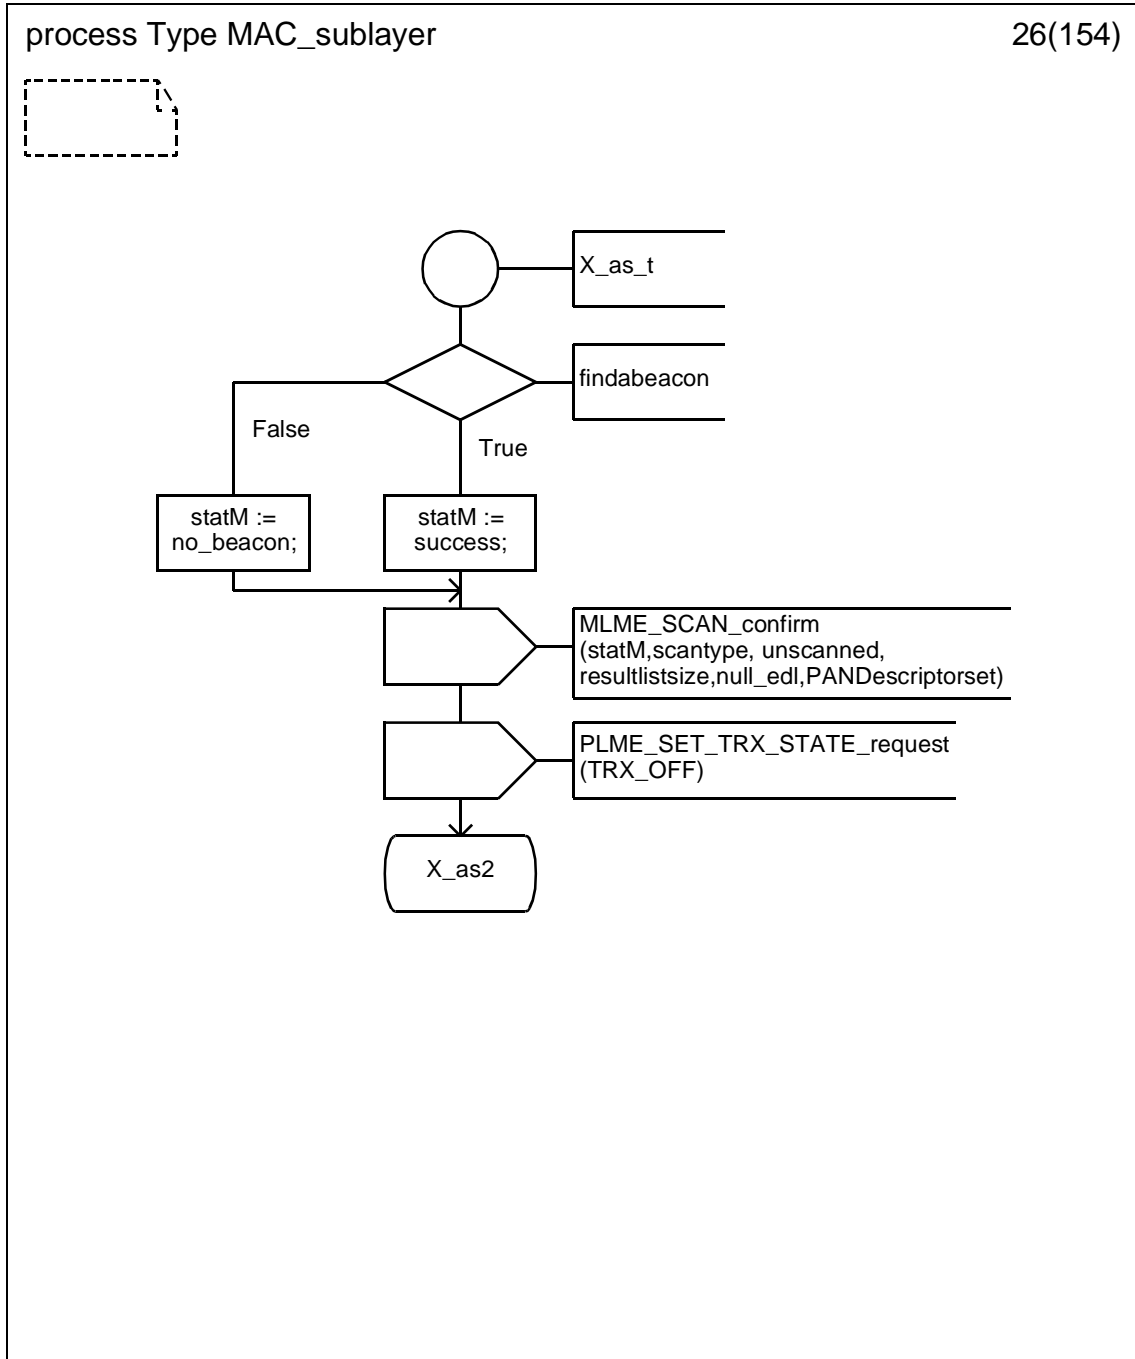 process Type MAC_sublayer
26(154)
X_as_t
findabeacon
False
True
statM :=
no_beacon;
statM :=
success;
MLME_SCAN_confirm
(statM,scantype, unscanned,
resultlistsize,null_edl,PANDescriptorset)
PLME_SET_TRX_STATE_request
(TRX_OFF)
X_as2